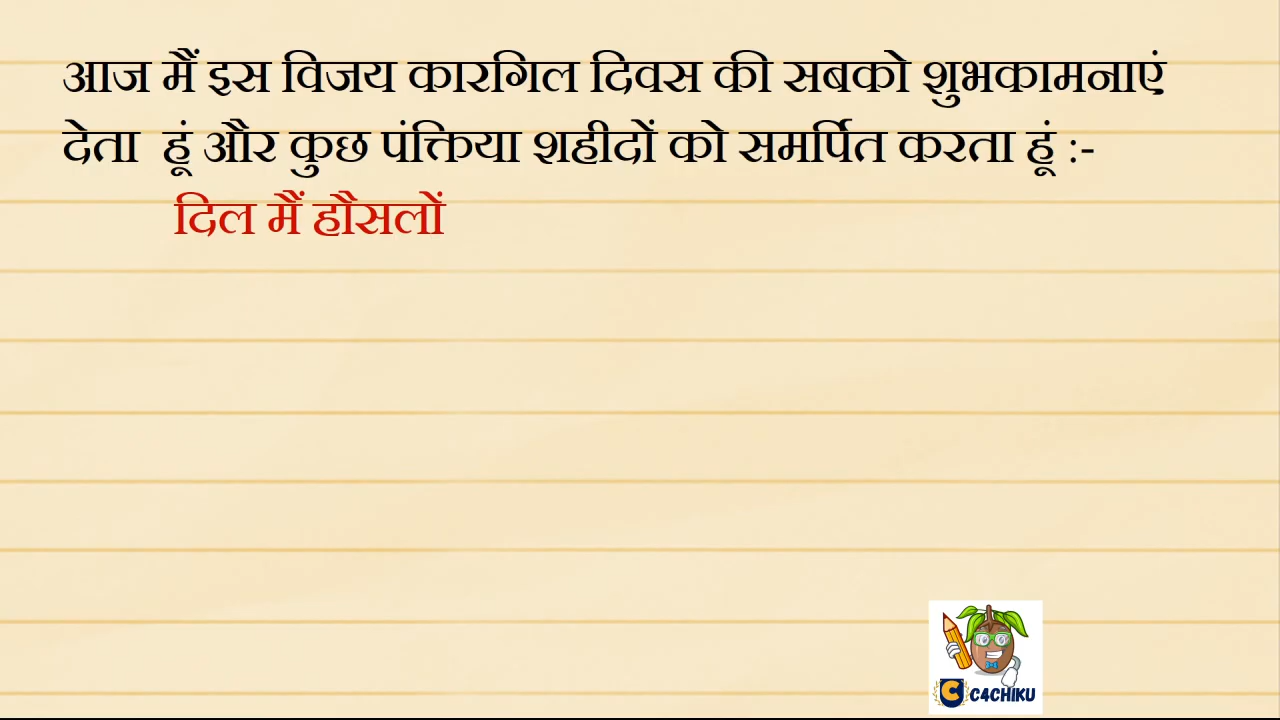 आज मैं इस विजय कारगिल दिवस की सबको शुभकामनाएं
देता हूं और कुछ पंक्तिया शहीदों को समर्पित करता हूं :-
दिल मैं हौसलों
C C4CHIKU